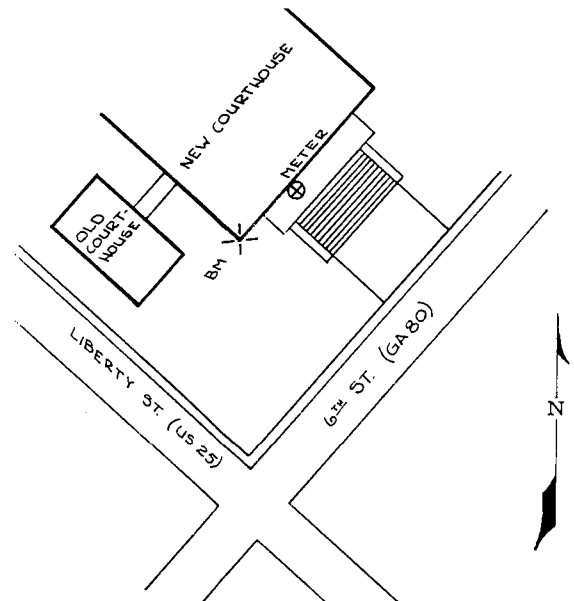 NEW COURTHOUSE
METER
OLD
COURT-
HOUSE
BM
LIBERTY ST. (US 25)
6TH ST. (GA 80)
N